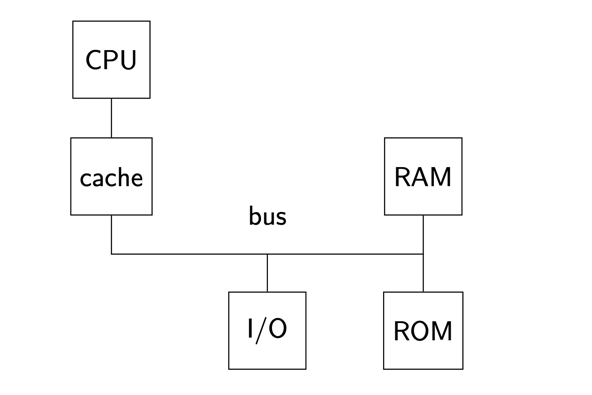 CPU
cache
RAM
bus
I/O
ROM